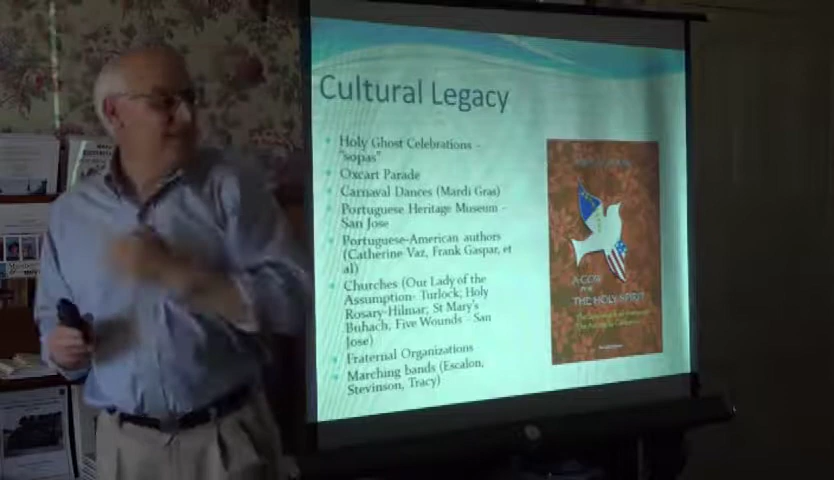 Cultural Legacy
Holy Ghost Celebrations –
"sopas"
Oxcart Parade
Carnaval Dances (Mardi Gras)
Portuguese Heritage Museum –
San Jose
Portuguese-American authors
(Catherine Vaz, Frank Gaspar, et
al)
Churches (Our Lady of the
Assumption- Turlock; Holy
Rosary-Hilmar; St Mary's
Buhach; Five Wounds – San
Jose)
Fraternal Organizations
Marching bands (Escalon,
Stevinson, Tracy)
THE HOLY SPIRIT